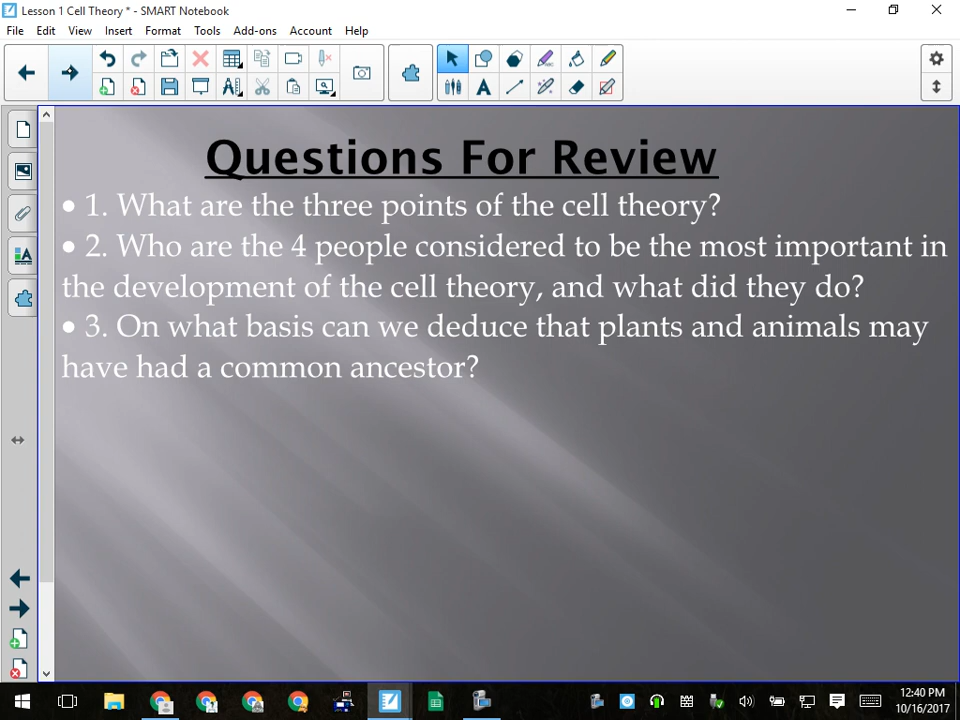 Lesson 1 Cell Theory * - SMART Notebook
File Edit View Insert Format Tools Add-ons Account Help
Questions For Review
• 1. What are the three points of the cell theory?
• 2. Who are the 4 people considered to be the most important in
the development of the cell theory, and what did they do?
• 3. On what basis can we deduce that plants and animals may
have had a common ancestor?
12:40 PM
10/16/2017